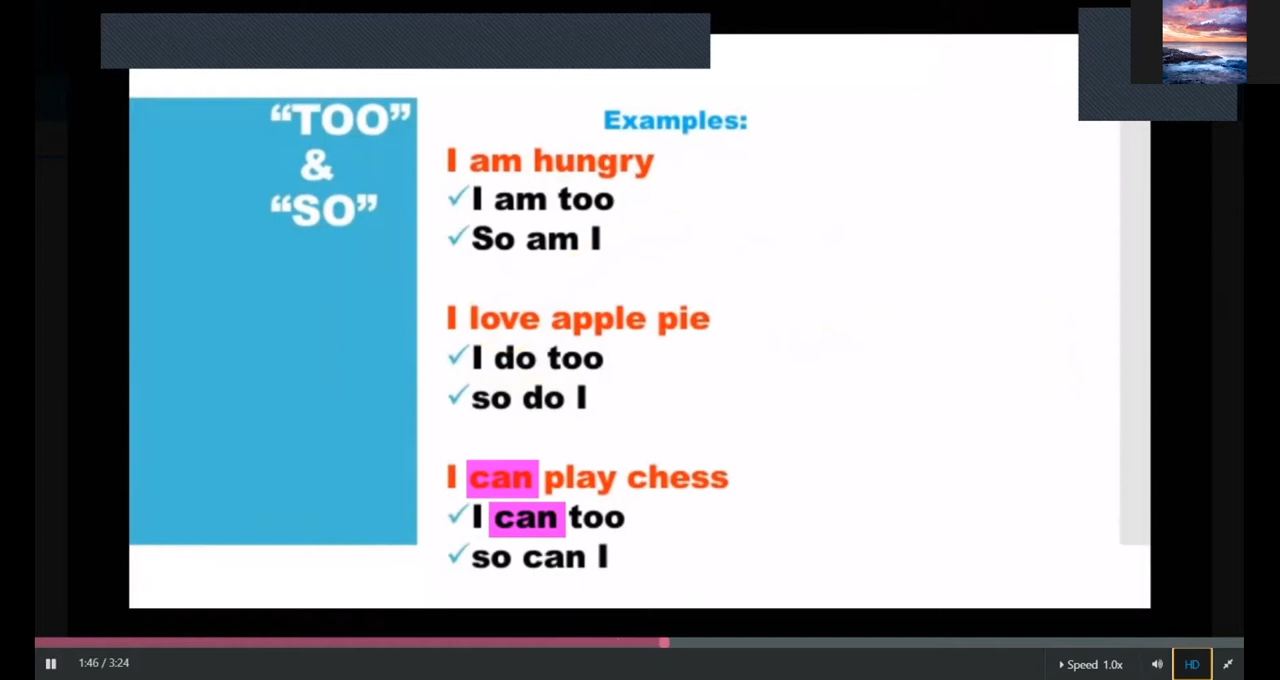 “TOO”
&
“SO”
Examples:
I am hungry
✓I am too
✓So am I
I love apple pie
✓I do too
✓so do I
I can play chess
✓I can too
✓so can I
1:46 / 3:24
Speed 1.0x
HD